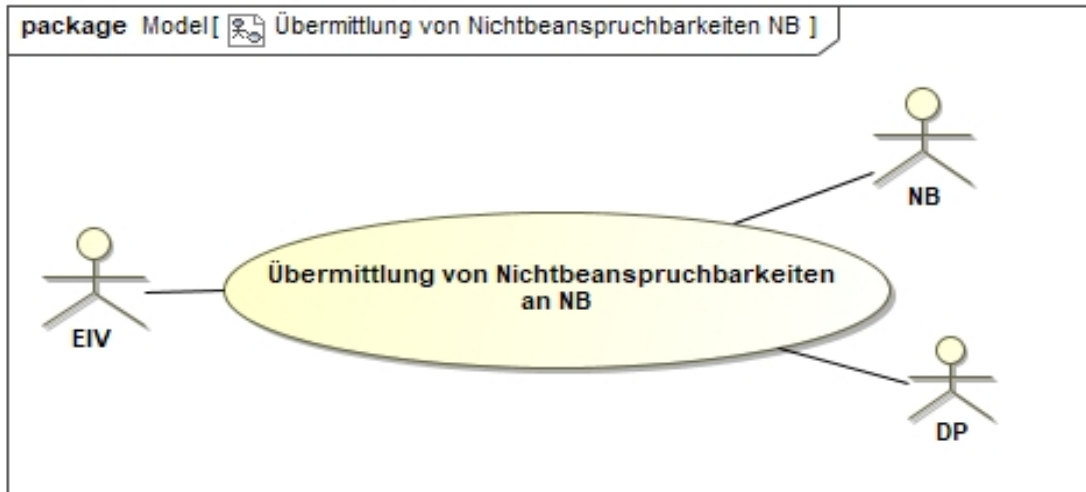 package Model[ Übermittlung von Nichtbeanspruchbarkeiten NB ]
NB
Übermittlung von Nichtbeanspruchbarkeiten
an NB
EIV
DP